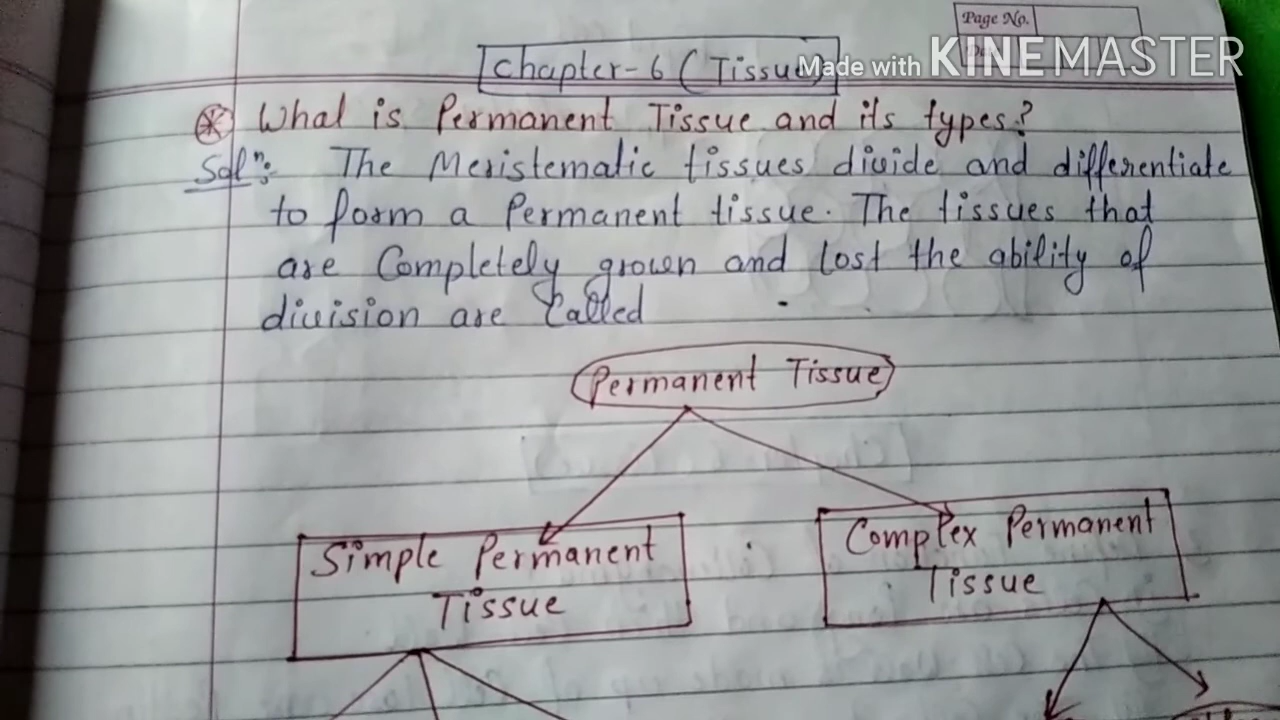 Page No.
Chapter-6 (Tissue)
Made with KINEMASTER
What is Permanent Tissue and its types?
Solⁿ: The Meristematic tissues divide and differentiate
to form a Permanent tissue. The tissues that
are Completely grown and lost the ability of
division are Called
Permanent Tissue
Simple Permanent
Tissue
Complex Permanent
Tissue